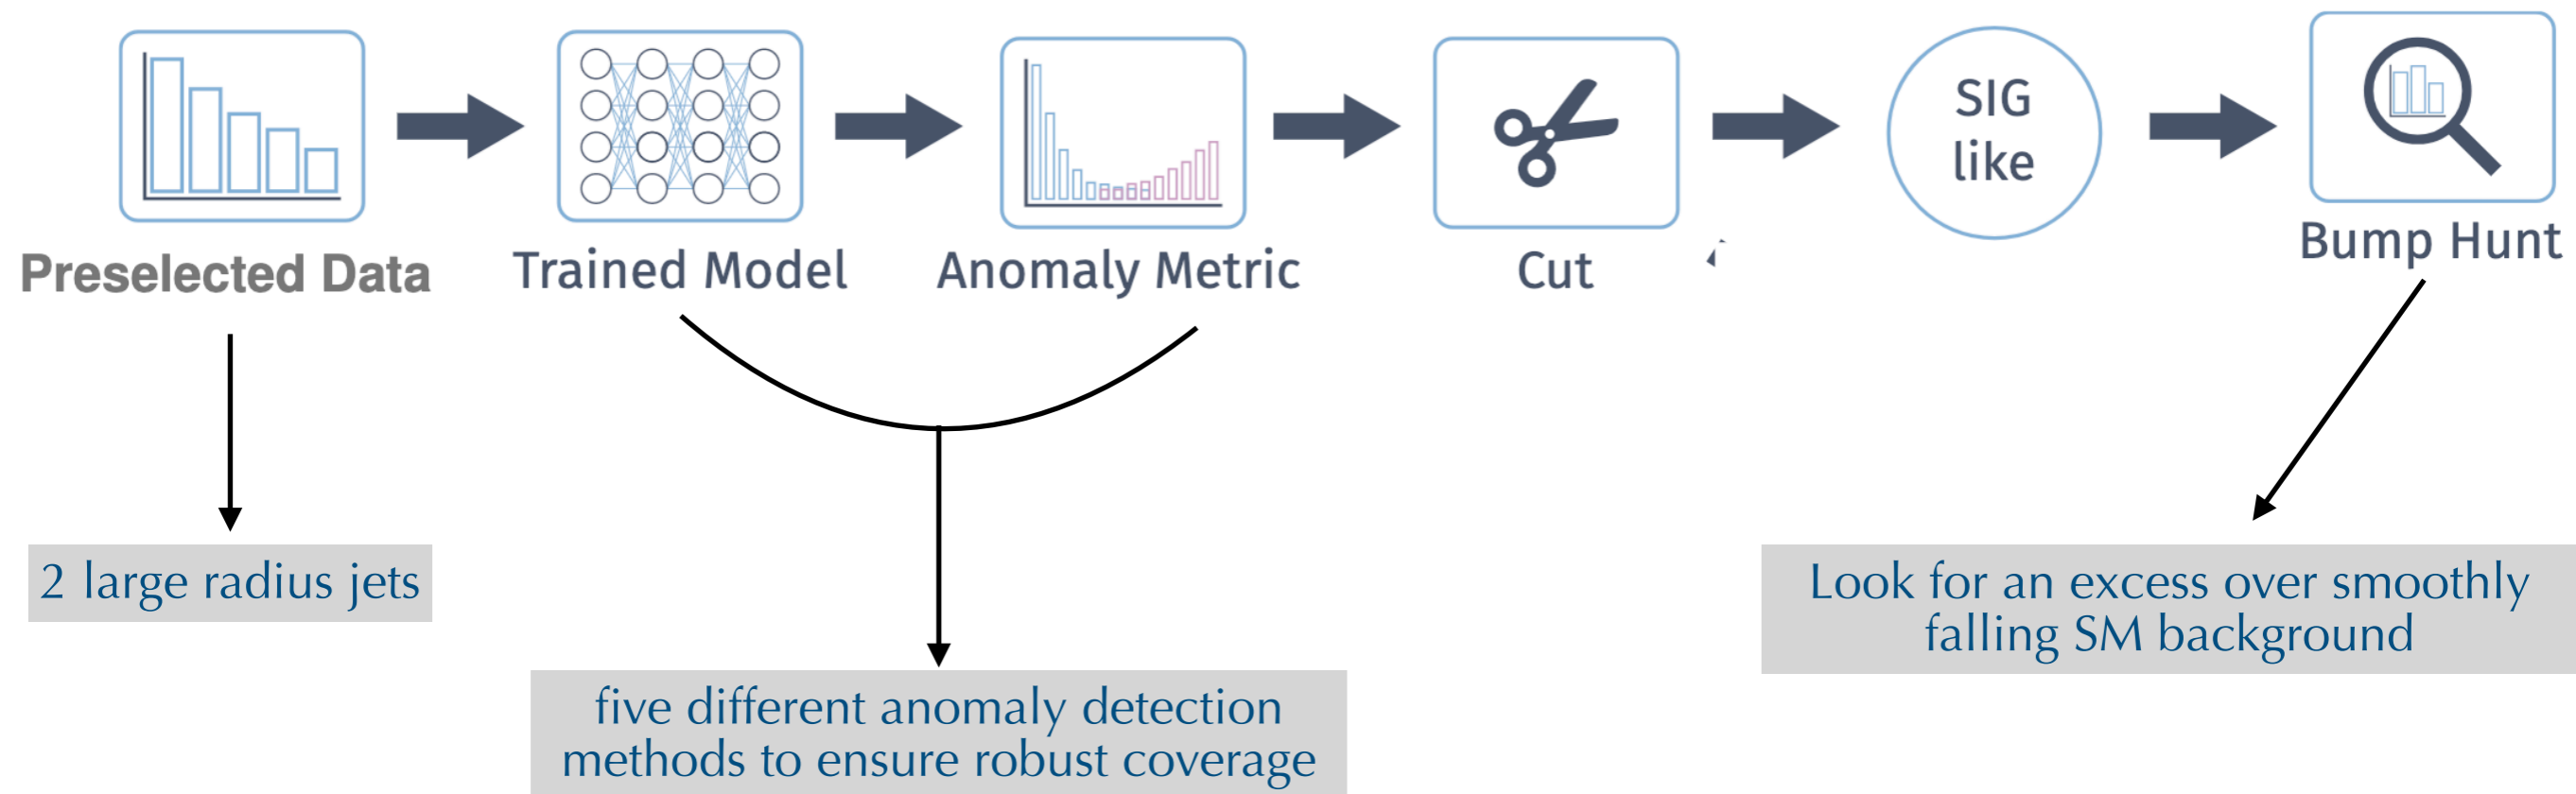 SIG
like
Preselected Data
Trained Model
Anomaly Metric
Cut
Bump Hunt
2 large radius jets
five different anomaly detection
methods to ensure robust coverage
Look for an excess over smoothly
falling SM background